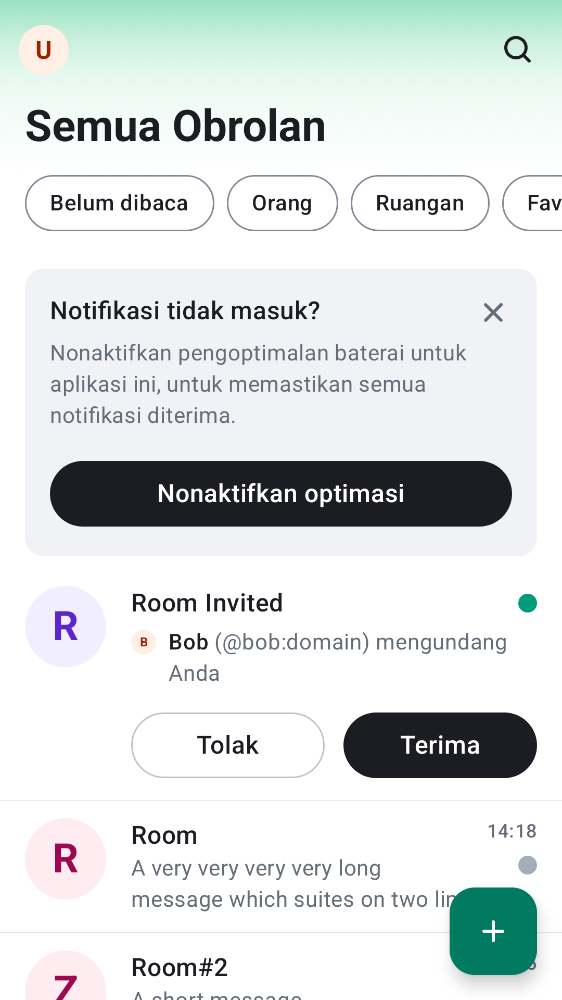 U
Semua Obrolan
Belum dibaca
Orang
Ruangan
Fav
Notifikasi tidak masuk?
Nonaktifkan pengoptimalan baterai untuk
aplikasi ini, untuk memastikan semua
notifikasi diterima.
Nonaktifkan optimasi
R
Room Invited
B
Bob (@bob:domain) mengundang
Anda
Tolak
Terima
R
Room
14:18
A very very very very long
message which suites on two
Z
Room#2
A short message